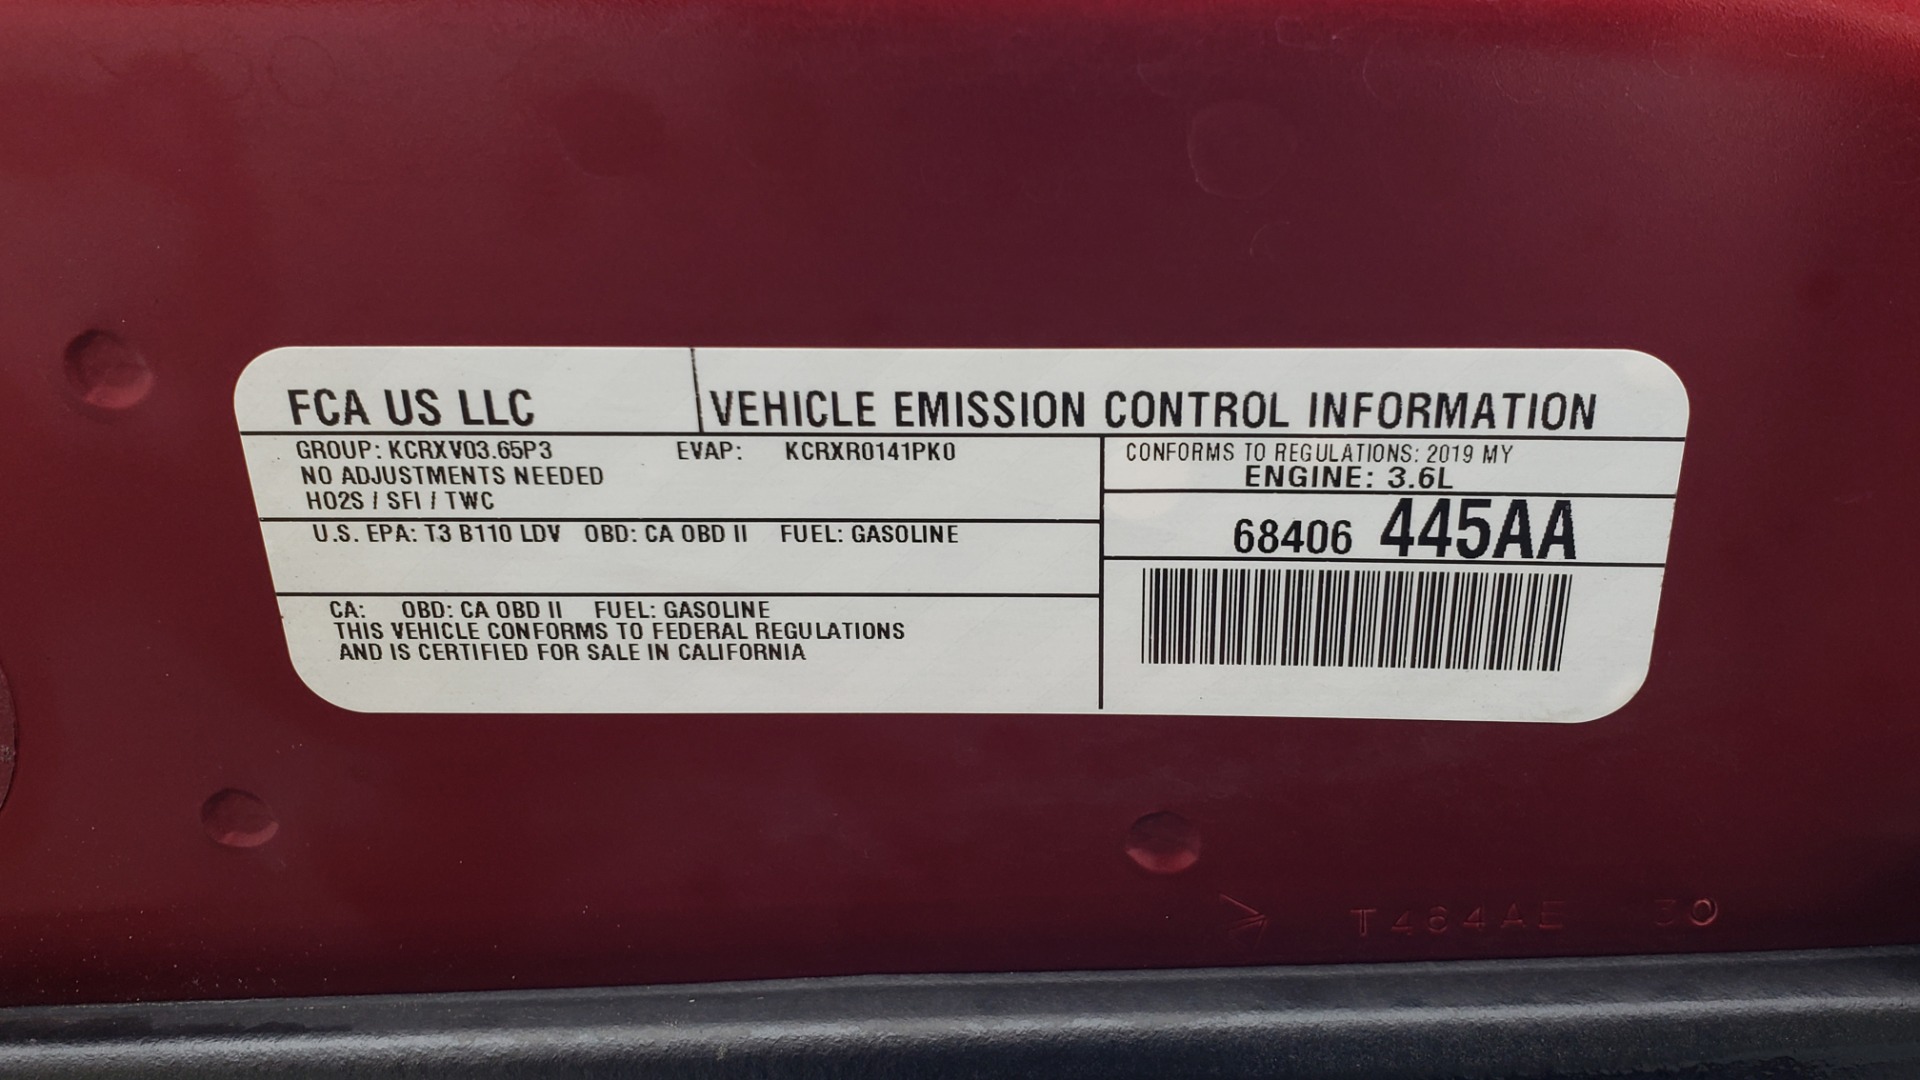 FCA US LLC VEHICLE EMISSION CONTROL INFORMATION
GROUP: KCRXV03.65P3 EVAP: KCRXR0141PK0
NO ADJUSTMENTS NEEDED
HO2S / SFI / TWC
U.S. EPA: T3 B110 LDV OBD: CA OBD II FUEL: GASOLINE
CA: OBD: CA OBD II FUEL: GASOLINE
THIS VEHICLE CONFORMS TO FEDERAL REGULATIONS
AND IS CERTIFIED FOR SALE IN CALIFORNIA
CONFORMS TO REGULATIONS: 2019 MY
ENGINE: 3.6L
68406 445AA
T464AE